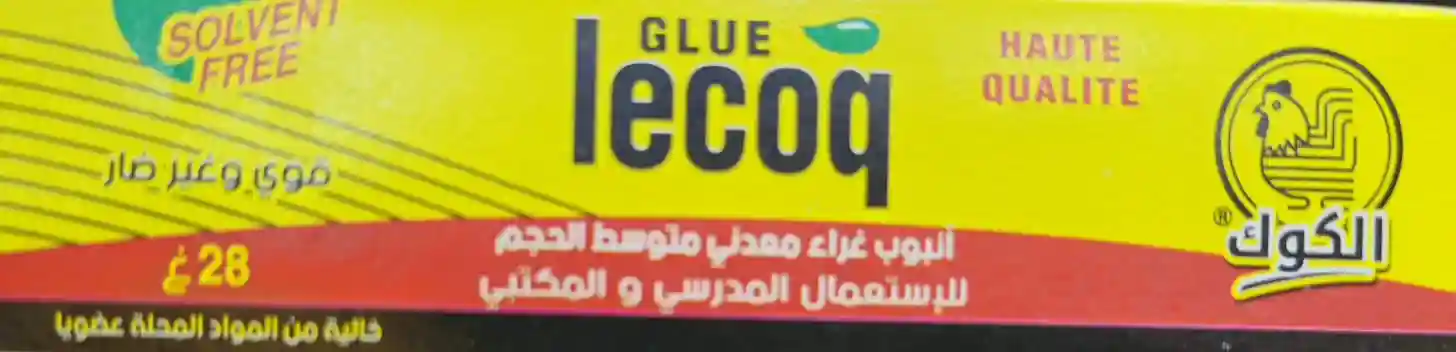 SOLVENT
FREE
GLUE
lecoq
HAUTE
QUALITE
قوي وغير ضار
الكوك
®
أنبوب غراء معدني متوسط الحجم
للإستعمال المدرسي و المكتبي
28 غ
خالية من المواد المحلة عضويا